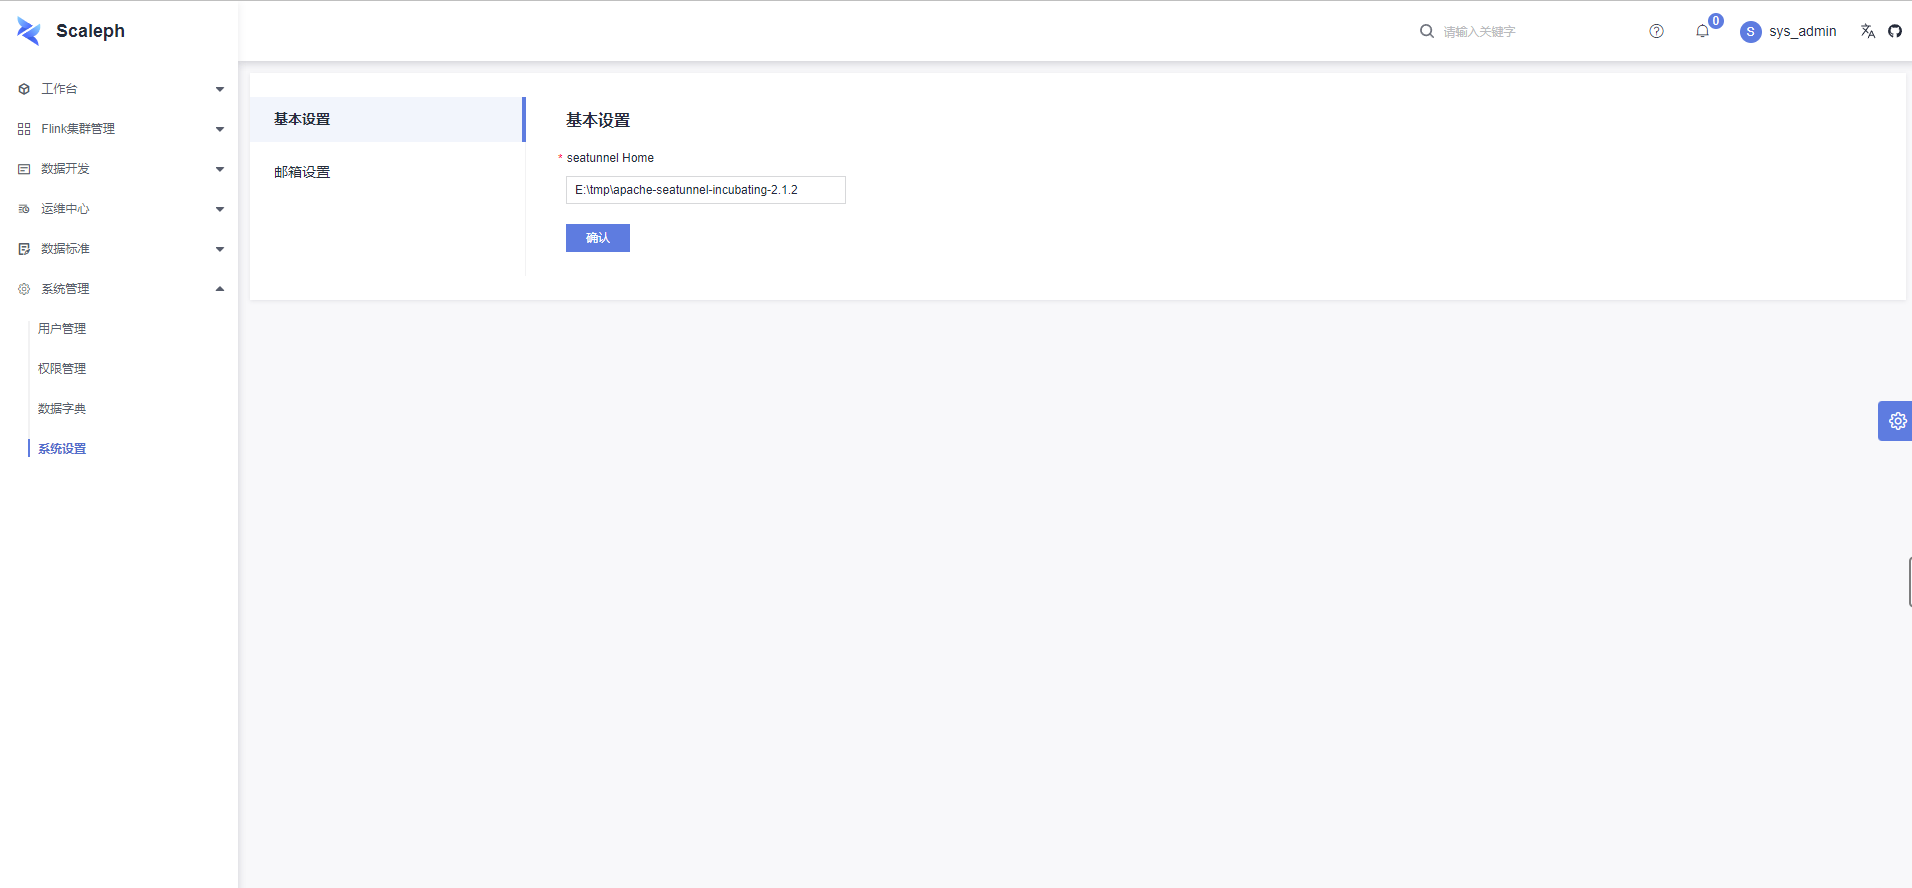 Scaleph
请输入关键字
0
S
sys_admin
工作台
Flink集群管理
数据开发
运维中心
数据标准
系统管理
用户管理
权限管理
数据字典
系统设置
基本设置
邮箱设置
基本设置
* seatunnel Home
E:\tmp\apache-seatunnel-incubating-2.1.2
确认